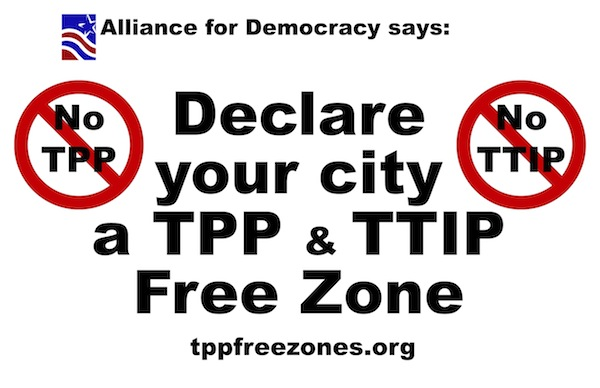 Alliance for Democracy says:
No
TPP
Declare
your city
a TPP & TTIP
Free Zone
No
TTIP
tppfreezones.org